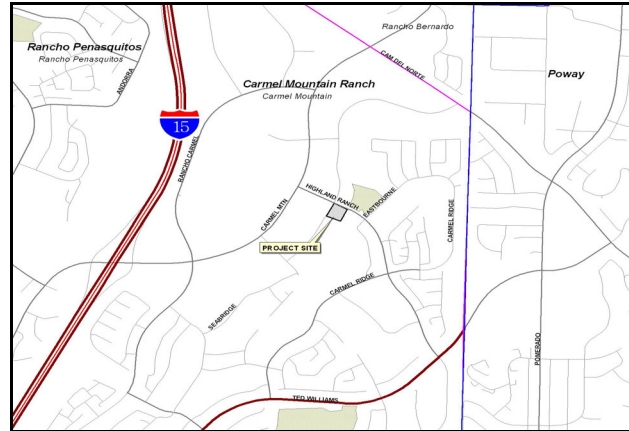 Rancho Bernardo
Rancho Penasquitos
Rancho Penasquitos
CAM DEL NORTE
Poway
ANDORRA
Carmel Mountain Ranch
Carmel Mountain
15
RANCHO CARMEL
HIGHLAND RANCH
EASTBOURNE
CARMEL MTN
CARMEL RIDGE
PROJECT SITE
CARMEL RIDGE
SEABRIDGE
POMERADO
TED WILLIAMS